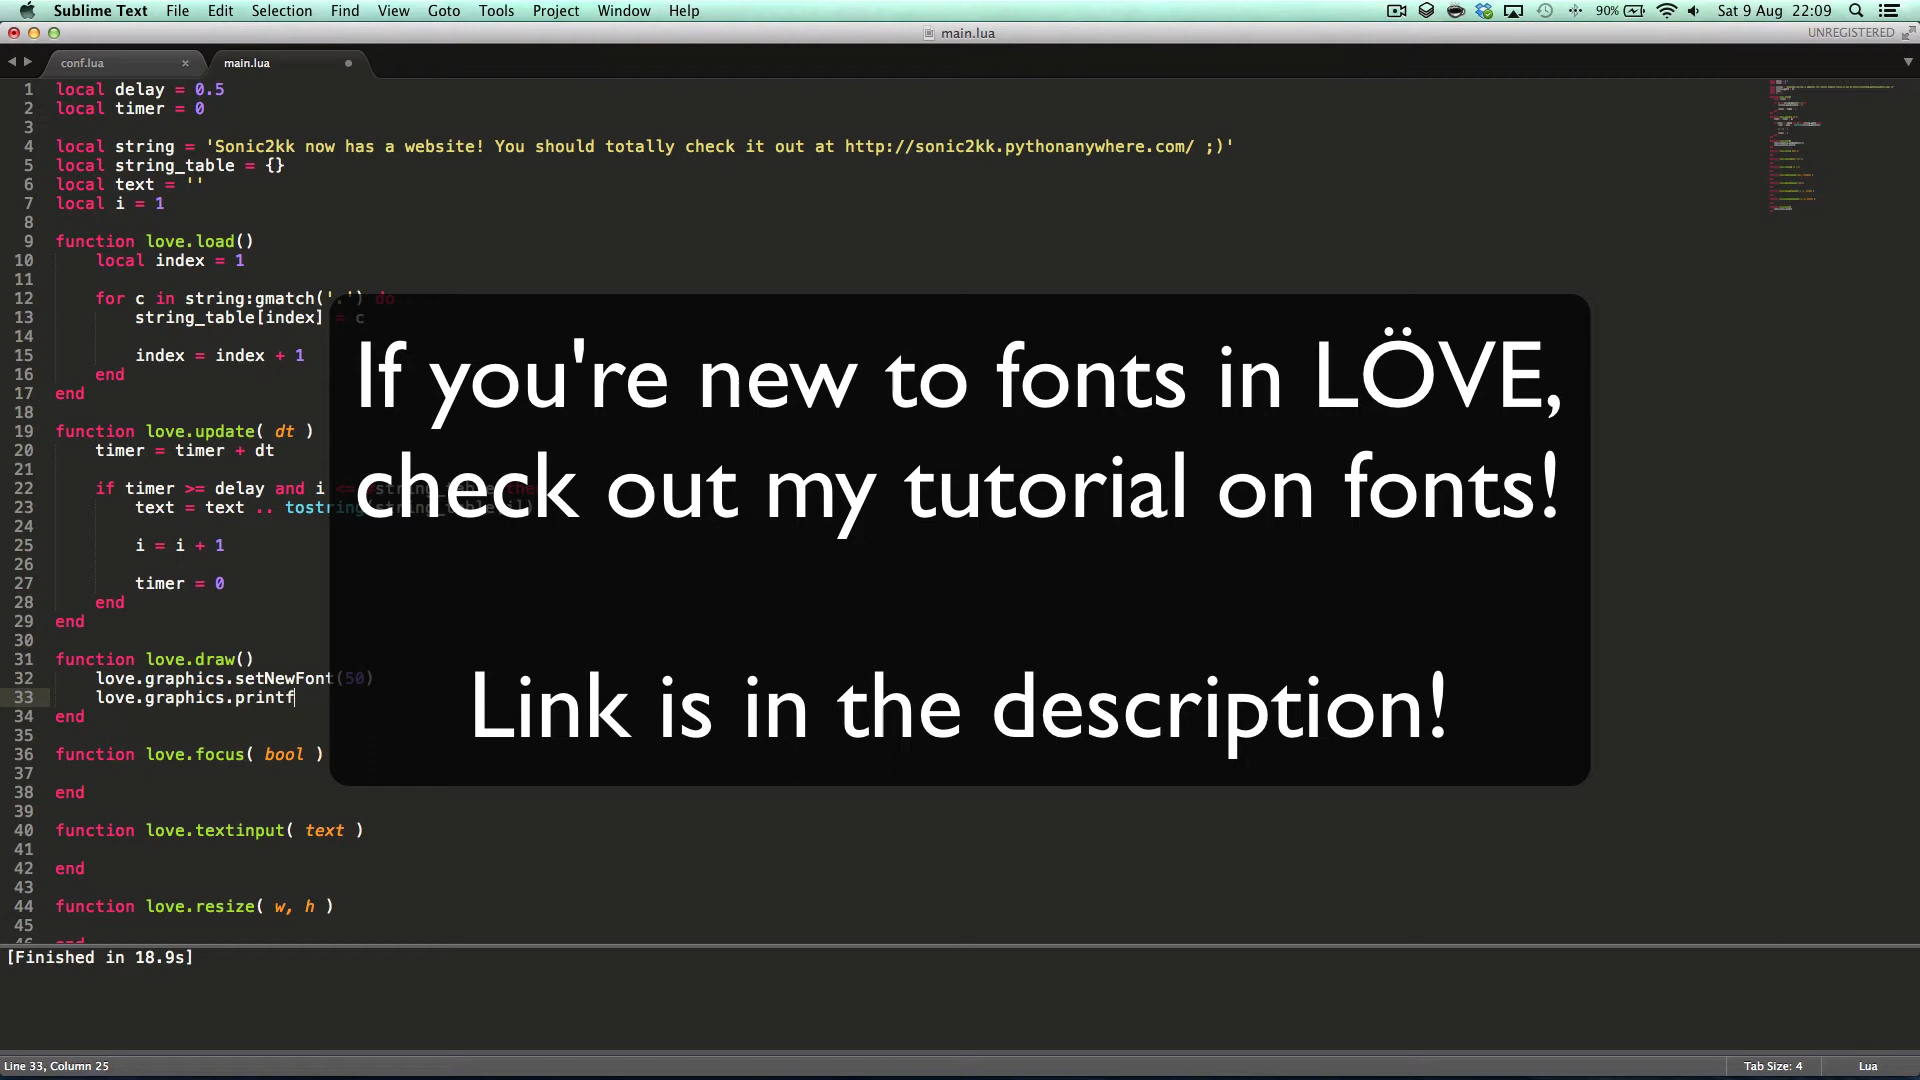 Sublime Text File Edit Selection Find View Goto Tools Project Window Help 90% Sat 9 Aug 22:09
main.lua UNREGISTERED
conf.lua main.lua
1 local delay = 0.5
2 local timer = 0
3
4 local string = 'Sonic2kk now has a website! You should totally check it out at http://sonic2kk.pythonanywhere.com/ ;)'
5 local string_table = {}
6 local text = ''
7 local i = 1
8
9 function love.load()
10 local index = 1
11
12 for c in string:gmatch('.') do
13 string_table[index] = c
14
15 index = index + 1
16 end
17 end
18
19 function love.update( dt )
20 timer = timer + dt
21
22 if timer >= delay and i <=
23 text = text .. tostring(string_table[i])
24
25 i = i + 1
26
27 timer = 0
28 end
29 end
30
31 function love.draw()
32 love.graphics.setNewFont(50)
33 love.graphics.printf
34 end
35
36 function love.focus( bool )
37
38 end
39
40 function love.textinput( text )
41
42 end
43
44 function love.resize( w, h )
45
46 end
If you're new to fonts in LÖVE,
check out my tutorial on fonts!
Link is in the description!
[Finished in 18.9s]
Line 33, Column 25 Tab Size: 4 Lua